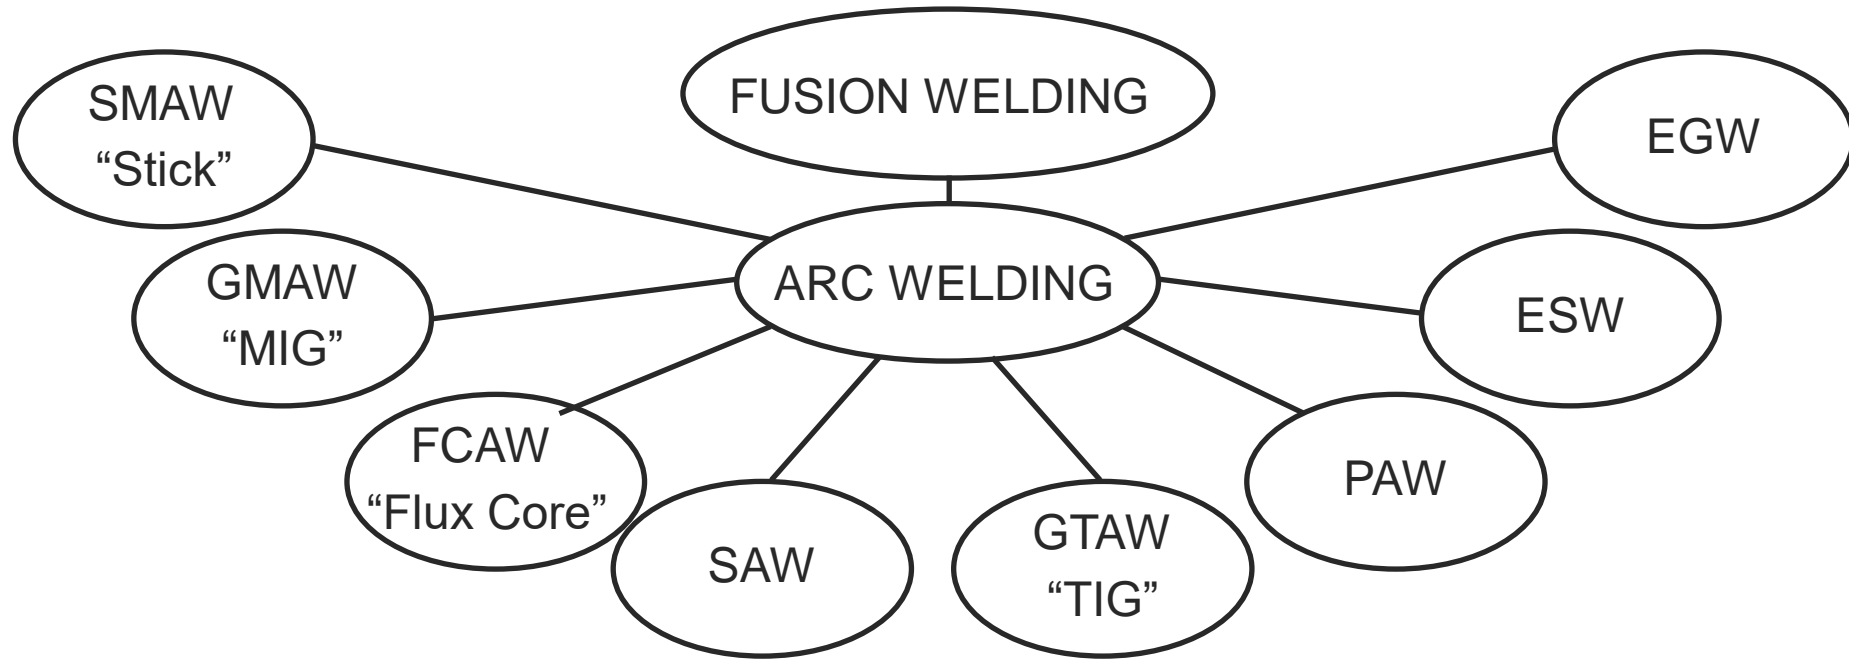 FUSION WELDING
SMAW
“Stick”
EGW
ARC WELDING
GMAW
“MIG”
ESW
FCAW
“Flux Core”
PAW
SAW
GTAW
“TIG”